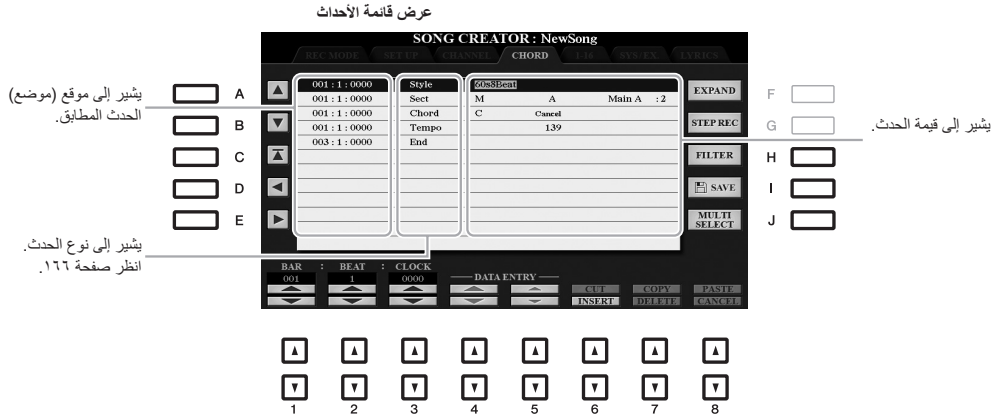 عرض قائمة الأحداث
SONG CREATOR : NewSong
REC MODE SET UP CHANNEL CHORD 1-16 SYS/EX. LYRICS
يشير إلى موقع (موضع)
الحدث المطابق.
A
B
C
D
E
001 : 1 : 0000 Style 60s8Beat
001 : 1 : 0000 Sect M A Main A : 2
001 : 1 : 0000 Chord C Cancel
001 : 1 : 0000 Tempo 139
003 : 1 : 0000 End
EXPAND F
STEP REC G
FILTER H
SAVE I
MULTI
SELECT J
يشير إلى قيمة الحدث.
يشير إلى نوع الحدث.
انظر صفحة ١٦٦.
BAR : BEAT : CLOCK
001 1 0000 DATA ENTRY
CUT COPY PASTE
INSERT DELETE CANCEL
1 2 3 4 5 6 7 8